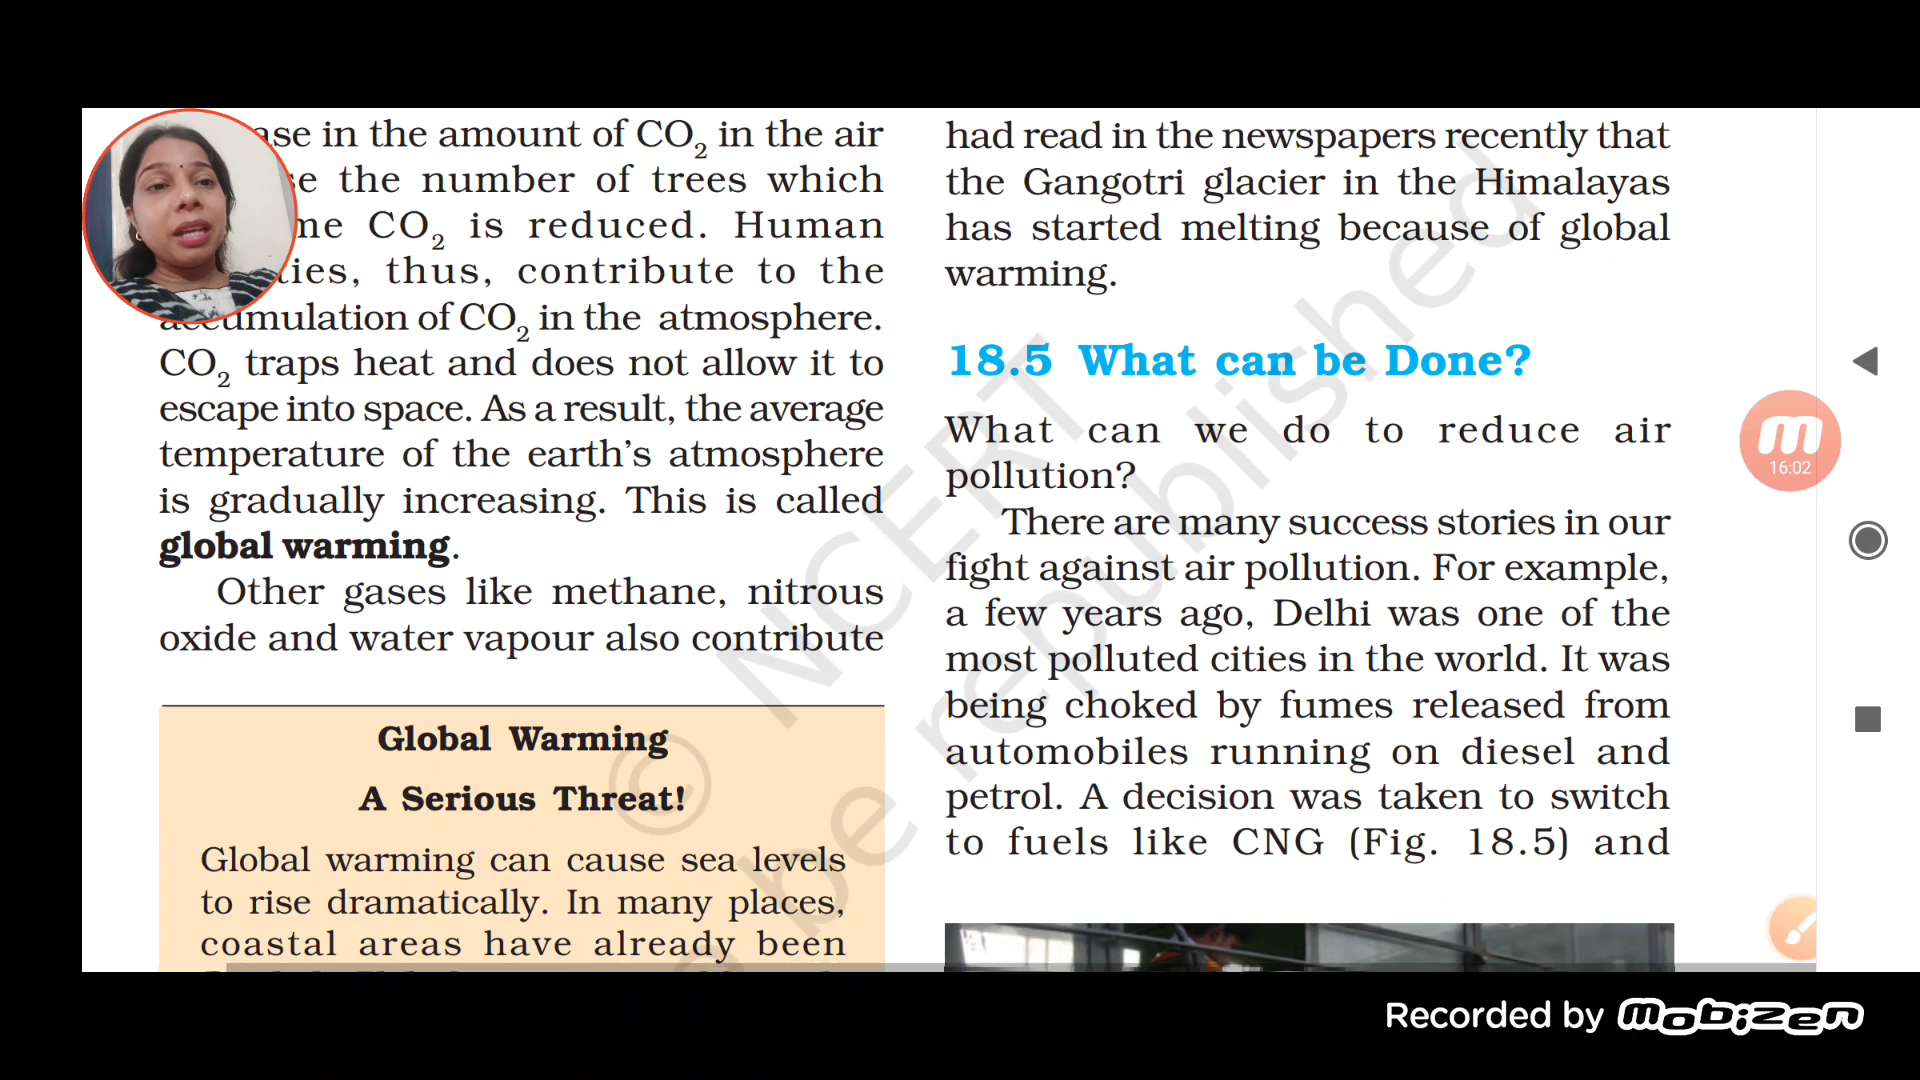 ase in the amount of CO₂ in the air
se the number of trees which
me CO₂ is reduced. Human
ties, thus, contribute to the
accumulation of CO₂ in the atmosphere.
CO₂ traps heat and does not allow it to
escape into space. As a result, the average
temperature of the earth’s atmosphere
is gradually increasing. This is called
global warming.
Other gases like methane, nitrous
oxide and water vapour also contribute
Global Warming
A Serious Threat!
Global warming can cause sea levels
to rise dramatically. In many places,
coastal areas have already been
had read in the newspapers recently that
the Gangotri glacier in the Himalayas
has started melting because of global
warming.
18.5 What can be Done?
What can we do to reduce air
pollution?
There are many success stories in our
fight against air pollution. For example,
a few years ago, Delhi was one of the
most polluted cities in the world. It was
being choked by fumes released from
automobiles running on diesel and
petrol. A decision was taken to switch
to fuels like CNG (Fig. 18.5) and
© NCERT
be republished
16:02
Recorded by mobizen